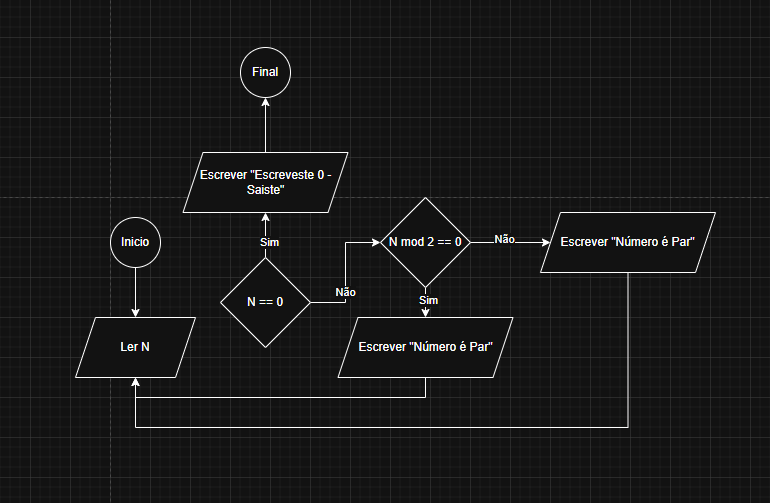 Final
Escrever "Escreveste 0 -
Saiste"
Inicio
Sim
N mod 2 == 0
Não
Escrever "Número é Par"
N == 0
Não
Sim
Ler N
Escrever "Número é Par"